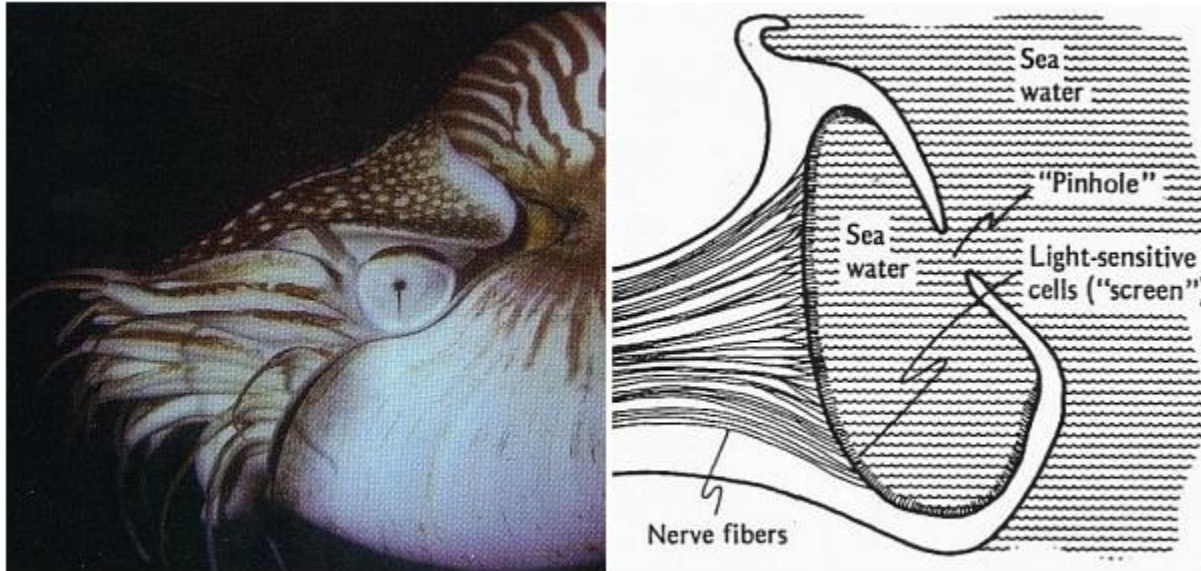 Sea
water
"Pinhole"
Sea
water
Light-sensitive
cells ("screen"
Nerve fibers